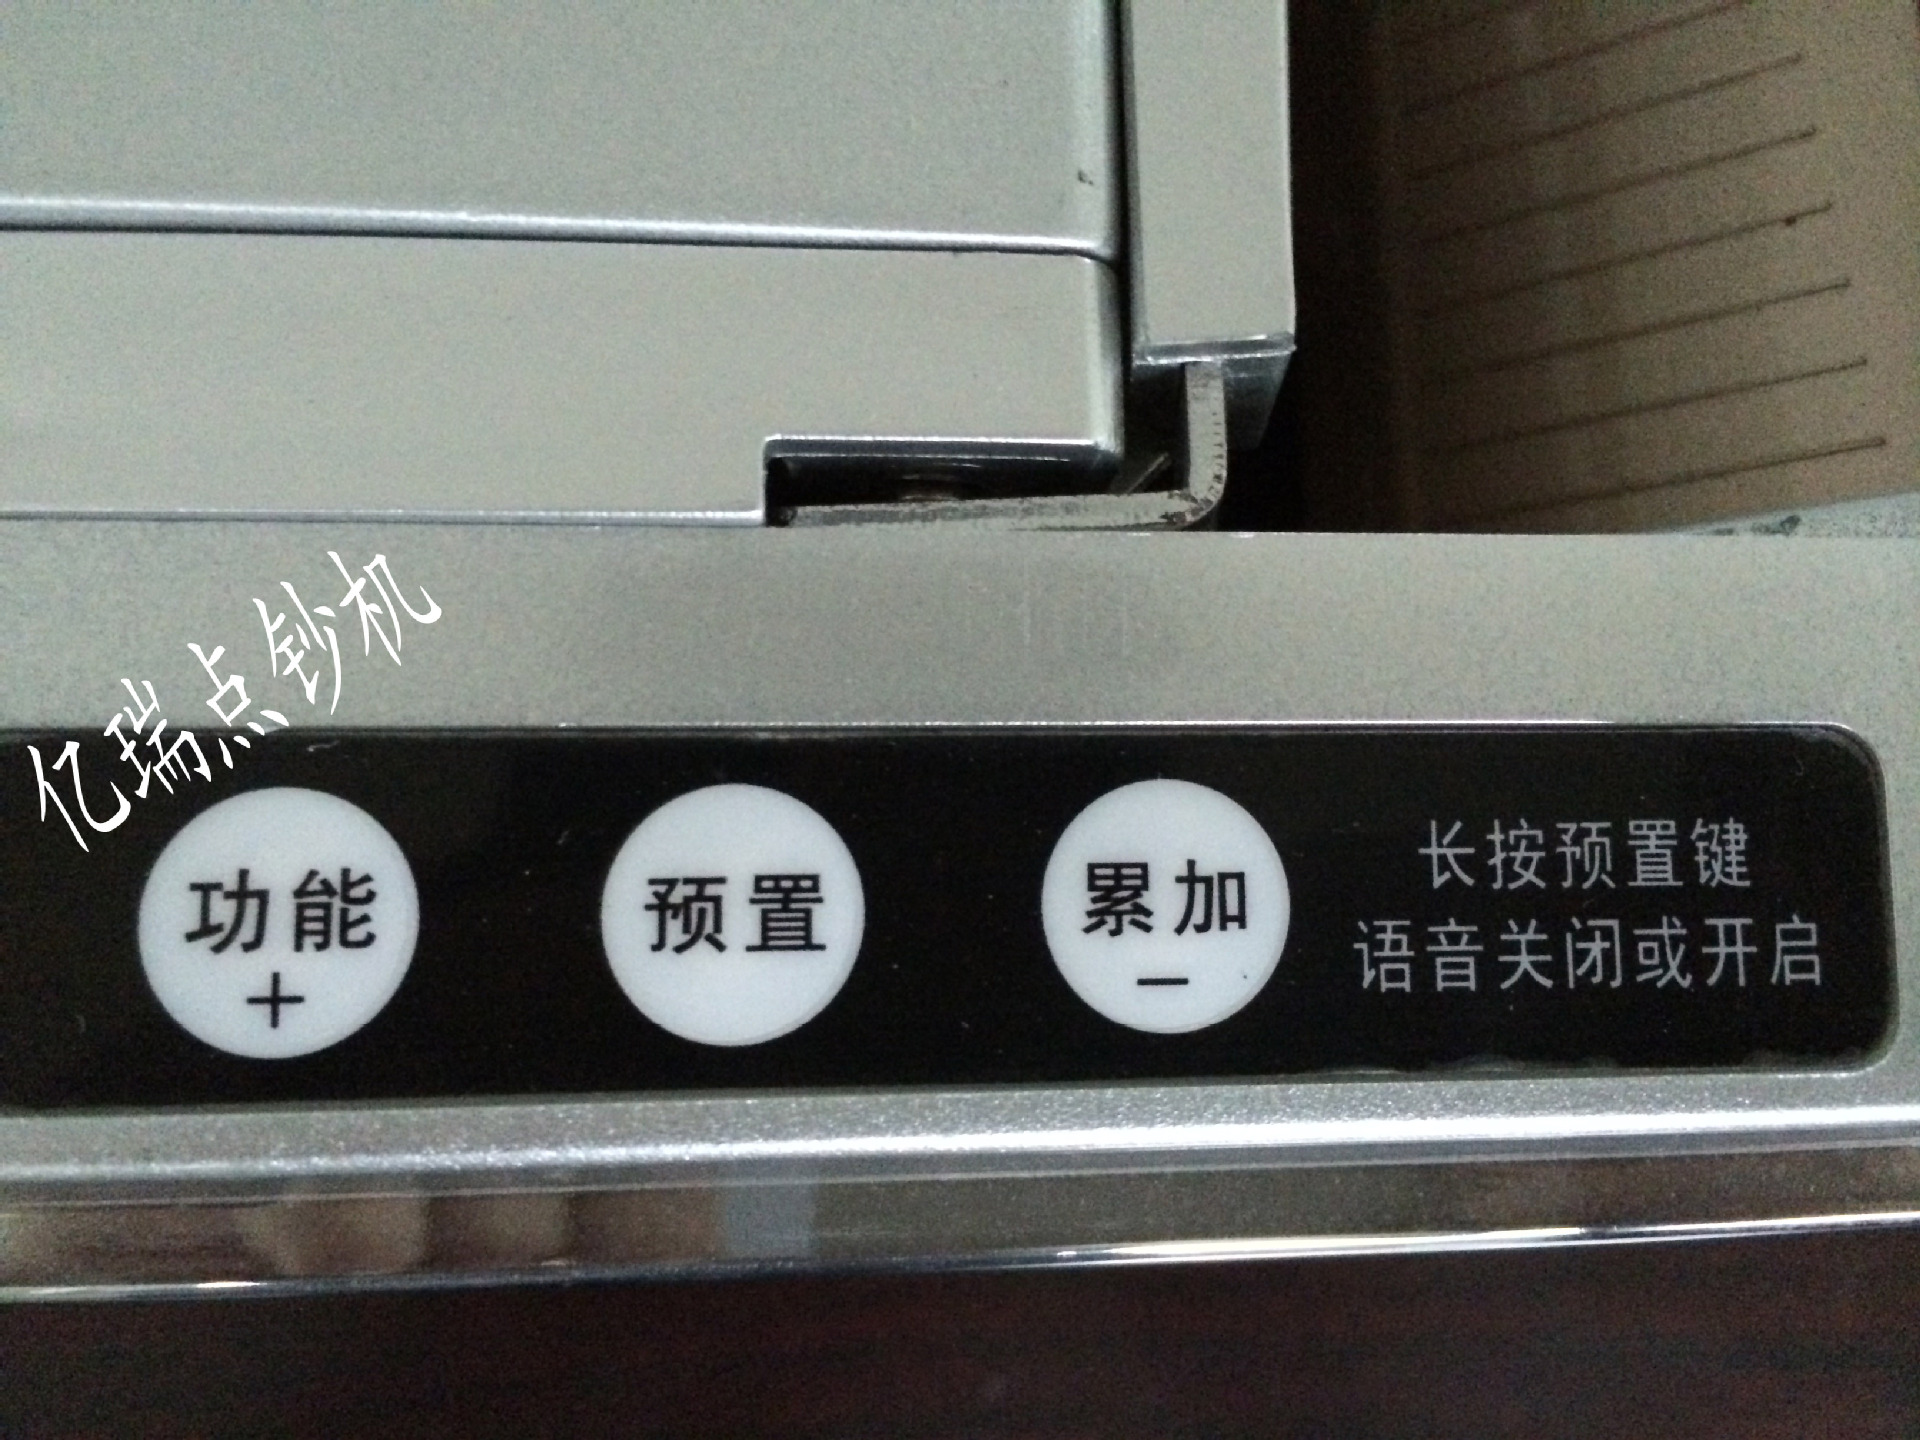 亿瑞点钞机
功能
+
预置
累加
-
长按预置键
语音关闭或开启